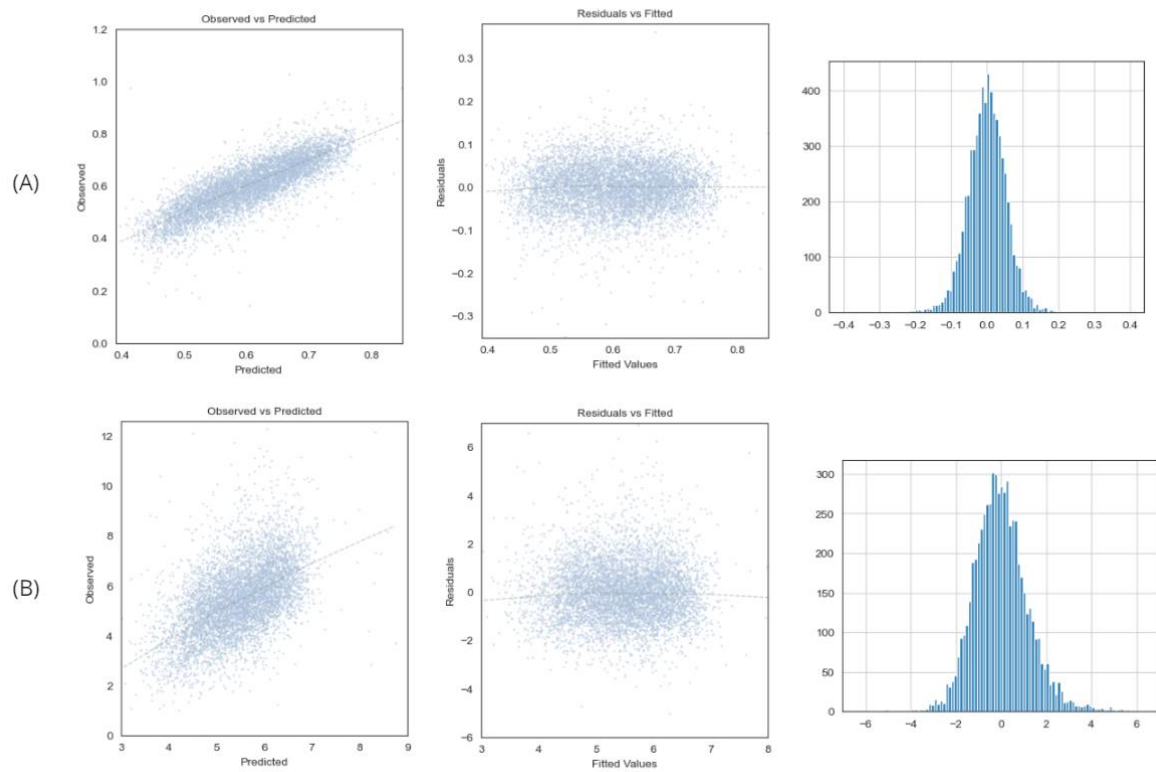 Observed vs Predicted
1.2
1.0
0.8
0.6
0.4
0.2
0.0
Observed
0.4 0.5 0.6 0.7 0.8
Predicted
Residuals vs Fitted
0.3
0.2
0.1
0.0
−0.1
−0.2
−0.3
Residuals
0.4 0.5 0.6 0.7 0.8
Fitted Values
400
300
200
100
0
−0.4 −0.3 −0.2 −0.1 0.0 0.1 0.2 0.3 0.4
(A)
Observed vs Predicted
12
10
8
6
4
2
0
Observed
3 4 5 6 7 8 9
Predicted
Residuals vs Fitted
6
4
2
0
−2
−4
−6
Residuals
3 4 5 6 7 8
Fitted Values
300
250
200
150
100
50
0
−6 −4 −2 0 2 4 6
(B)